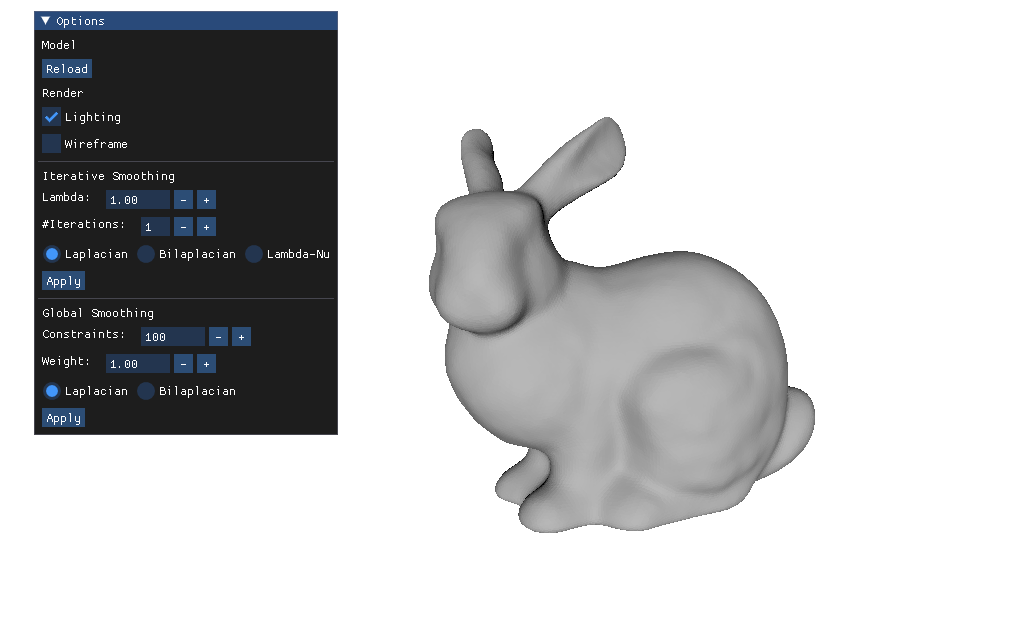 Options
Model
Reload
Render
Lighting
Wireframe
Iterative Smoothing
Lambda: 1.00 - +
#Iterations: 1 - +
Laplacian Bilaplacian Lambda-Nu
Apply
Global Smoothing
Constraints: 100 - +
Weight: 1.00 - +
Laplacian Bilaplacian
Apply